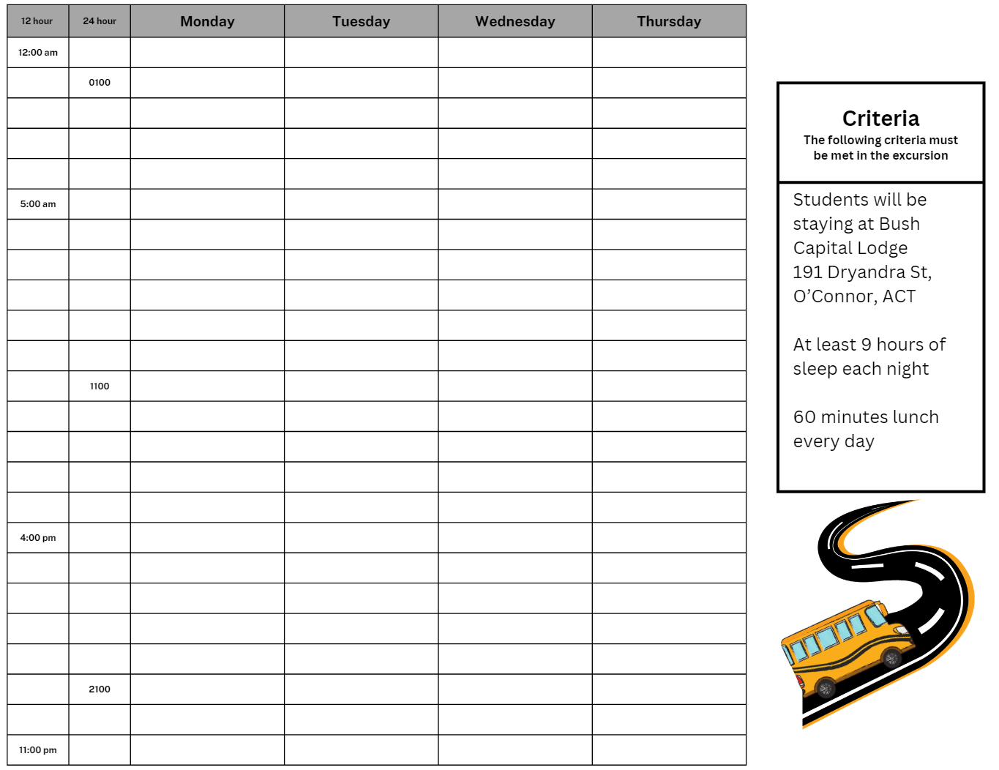 12 hour 24 hour Monday Tuesday Wednesday Thursday
12:00 am
0100
5:00 am
1100
4:00 pm
2100
11:00 pm
Criteria
The following criteria must
be met in the excursion
Students will be
staying at Bush
Capital Lodge
191 Dryandra St,
O’Connor, ACT
At least 9 hours of
sleep each night
60 minutes lunch
every day